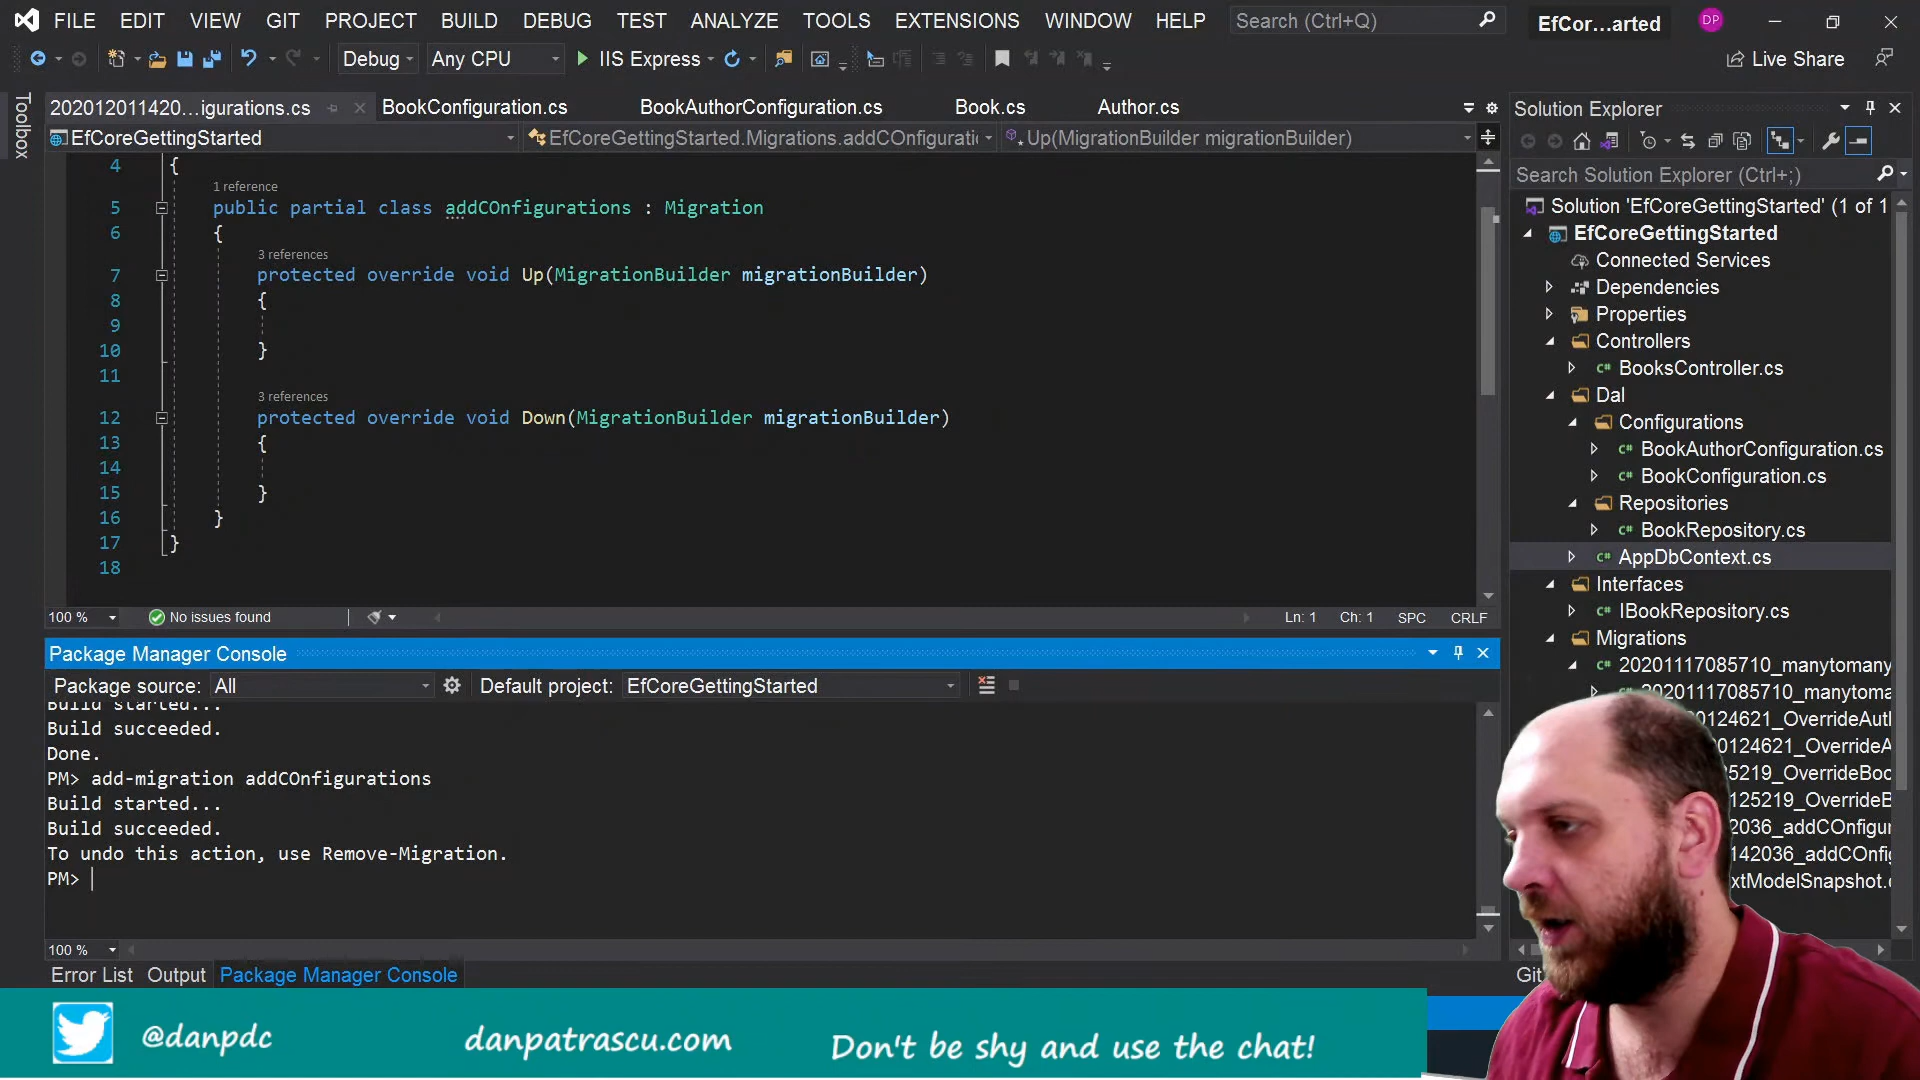 FILE EDIT VIEW GIT PROJECT BUILD DEBUG TEST ANALYZE TOOLS EXTENSIONS WINDOW HELP Search (Ctrl+Q) EfCor...arted DP
Debug Any CPU IIS Express Live Share
Toolbox
202012011420...igurations.cs BookConfiguration.cs BookAuthorConfiguration.cs Book.cs Author.cs
EfCoreGettingStarted EfCoreGettingStarted.Migrations.addCOnfigurati Up(MigrationBuilder migrationBuilder)
4 {
1 reference
5 public partial class addCOnfigurations : Migration
6 {
3 references
7 protected override void Up(MigrationBuilder migrationBuilder)
8 {
9
10 }
11
3 references
12 protected override void Down(MigrationBuilder migrationBuilder)
13 {
14
15 }
16 }
17 }
18
100 % No issues found Ln: 1 Ch: 1 SPC CRLF
Package Manager Console
Package source: All Default project: EfCoreGettingStarted
Build started...
Build succeeded.
Done.
PM> add-migration addCOnfigurations
Build started...
Build succeeded.
To undo this action, use Remove-Migration.
PM>
100 %
Error List Output Package Manager Console
Solution Explorer
Search Solution Explorer (Ctrl+;)
Solution 'EfCoreGettingStarted' (1 of 1
EfCoreGettingStarted
Connected Services
Dependencies
Properties
Controllers
C# BooksController.cs
Dal
Configurations
C# BookAuthorConfiguration.cs
C# BookConfiguration.cs
Repositories
C# BookRepository.cs
C# AppDbContext.cs
Interfaces
C# IBookRepository.cs
Migrations
C# 20201117085710_manytomany
20201117085710_manytoma
0124621_OverrideAut
0124621_OverrideA
5219_OverrideBoo
125219_OverrideB
2036_addCOnfigur
142036_addCOnfi
xtModelSnapshot.
Git
@danpdc danpatrascu.com Don't be shy and use the chat!